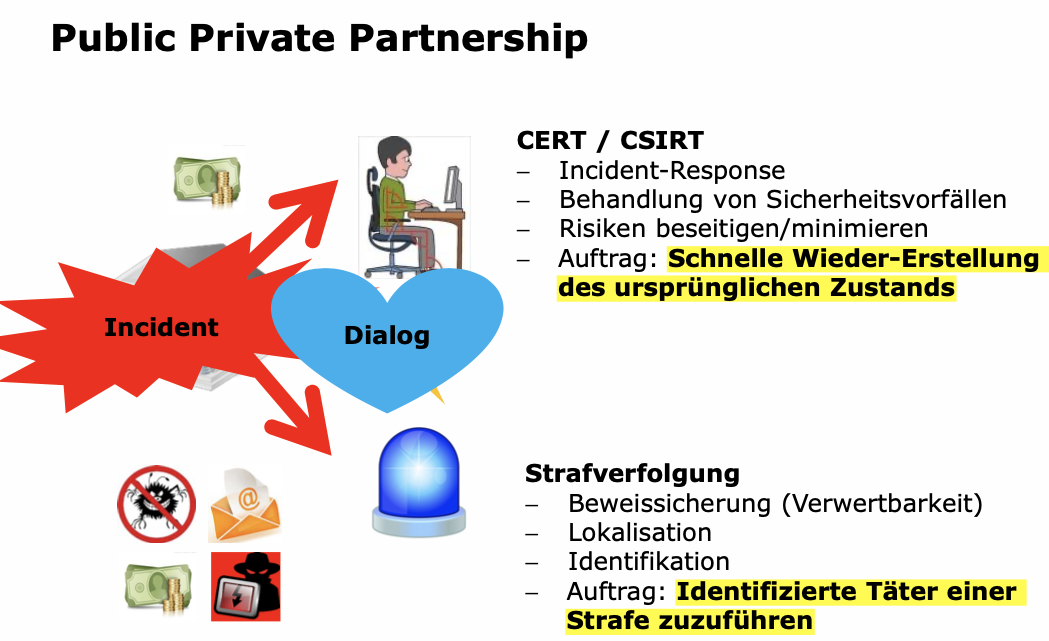 Public Private Partnership
CERT / CSIRT
– Incident-Response
– Behandlung von Sicherheitsvorfällen
– Risiken beseitigen/minimieren
– Auftrag: Schnelle Wieder-Erstellung
des ursprünglichen Zustands
Incident
Dialog
@
Strafverfolgung
– Beweissicherung (Verwertbarkeit)
– Lokalisation
– Identifikation
– Auftrag: Identifizierte Täter einer
Strafe zuzuführen